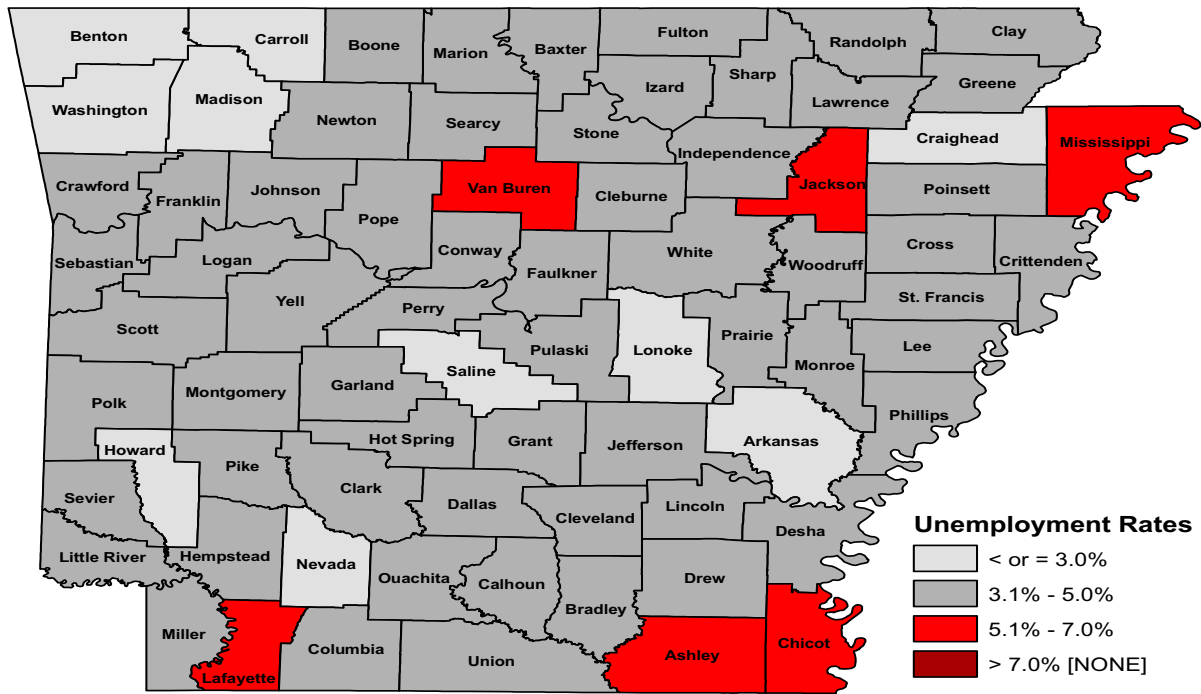 Benton
Carroll
Boone
Marion
Baxter
Fulton
Randolph
Clay
Sharp
Izard
Greene
Lawrence
Washington
Madison
Newton
Searcy
Stone
Independence
Craighead
Mississippi
Crawford
Franklin
Johnson
Pope
Van Buren
Cleburne
Jackson
Poinsett
Sebastian
Logan
Conway
White
Woodruff
Cross
Crittenden
Faulkner
Yell
Perry
St. Francis
Scott
Pulaski
Lonoke
Prairie
Lee
Monroe
Saline
Garland
Montgomery
Polk
Phillips
Howard
Hot Spring
Grant
Jefferson
Arkansas
Pike
Sevier
Clark
Dallas
Cleveland
Lincoln
Desha
Little River
Hempstead
Nevada
Ouachita
Calhoun
Bradley
Drew
Miller
Lafayette
Columbia
Union
Ashley
Chicot
Unemployment Rates
< or = 3.0%
3.1% - 5.0%
5.1% - 7.0%
> 7.0% [NONE]